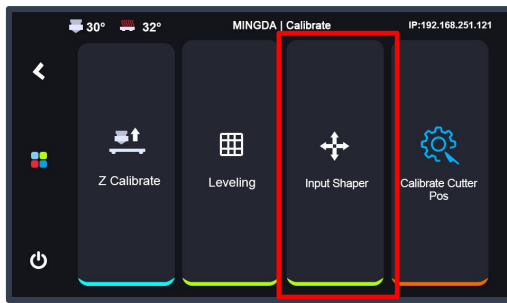 30° 32° MINGDA | Calibrate IP:192.168.251.121
Z Calibrate
Leveling
Input Shaper
Calibrate Cutter
Pos